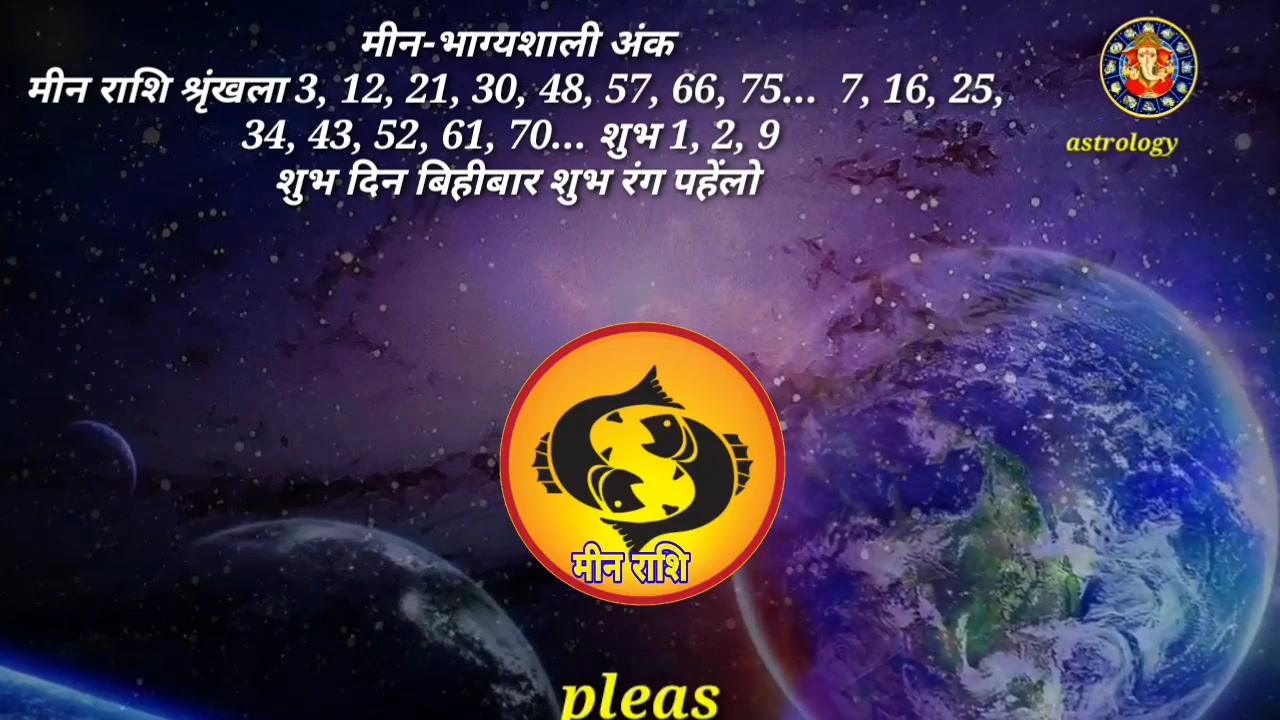 मीन-भाग्यशाली अंक
मीन राशि श्रृंखला 3, 12, 21, 30, 48, 57, 66, 75... 7, 16, 25,
34, 43, 52, 61, 70... शुभ 1, 2, 9
शुभ दिन बिहीबार शुभ रंग पहेंलो
astrology
मीन राशि
pleas